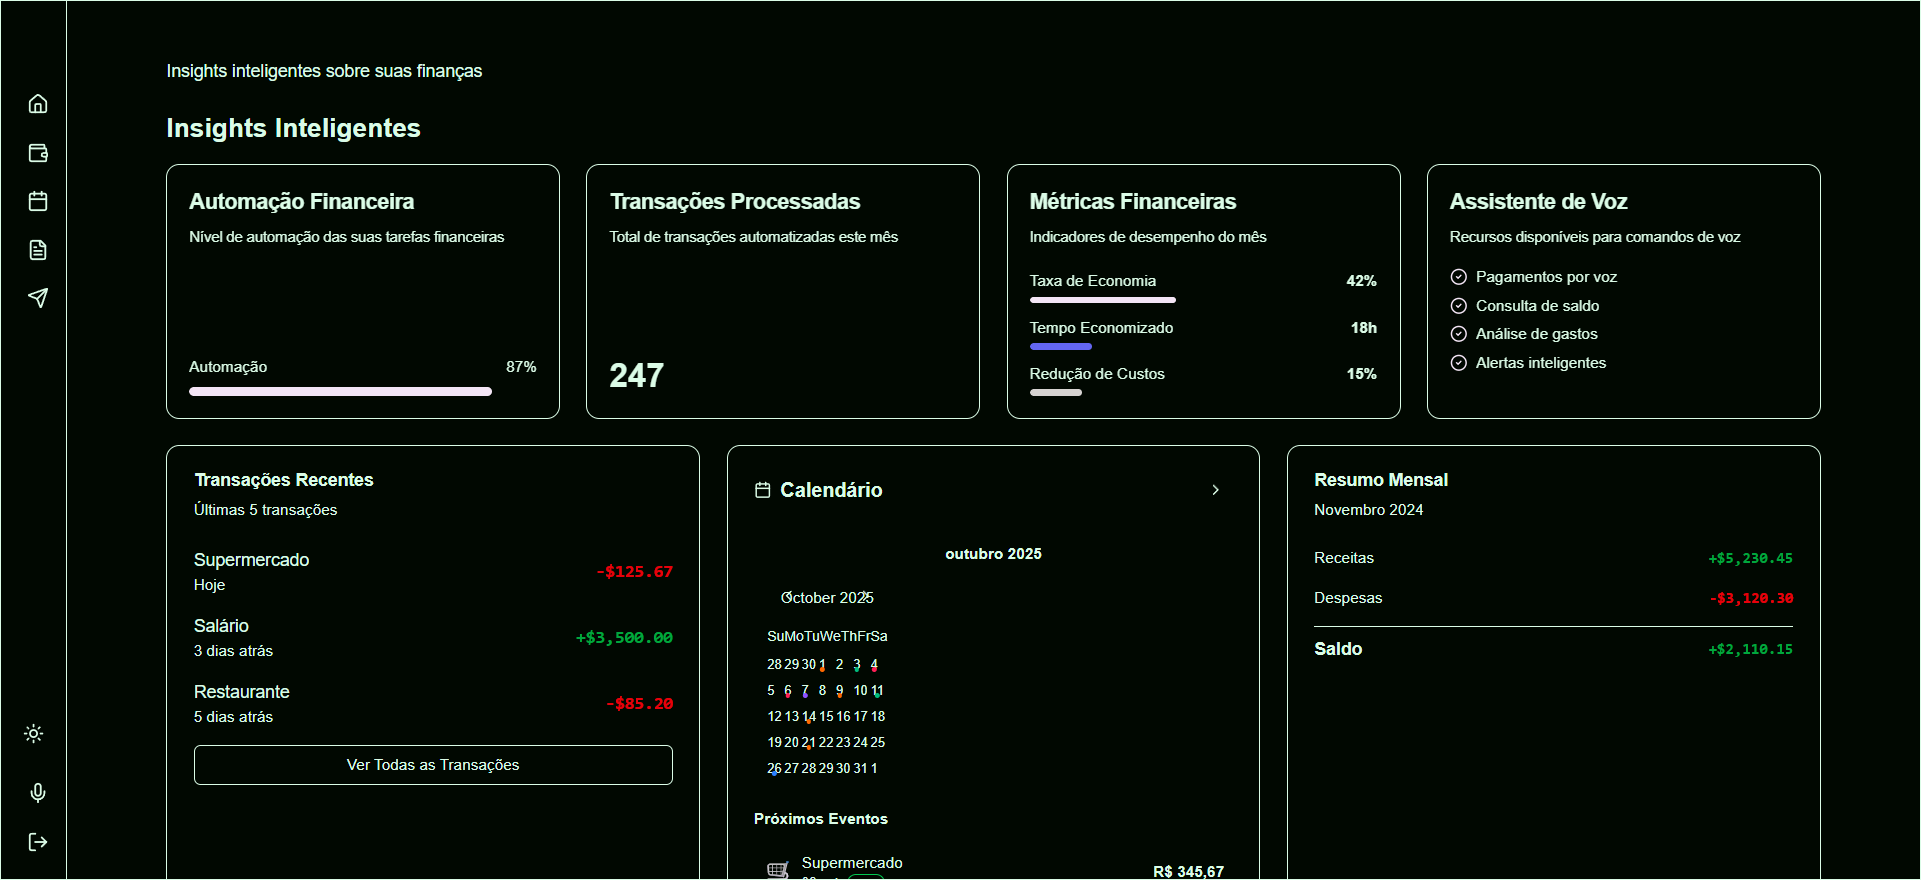 Insights inteligentes sobre suas finanças
Insights Inteligentes
Automação Financeira
Nível de automação das suas tarefas financeiras
Automação 87%
Transações Processadas
Total de transações automatizadas este mês
247
Métricas Financeiras
Indicadores de desempenho do mês
Taxa de Economia 42%
Tempo Economizado 18h
Redução de Custos 15%
Assistente de Voz
Recursos disponíveis para comandos de voz
Pagamentos por voz
Consulta de saldo
Análise de gastos
Alertas inteligentes
Transações Recentes
Últimas 5 transações
Supermercado
Hoje
-$125.67
Salário
3 dias atrás
+$3,500.00
Restaurante
5 dias atrás
-$85.20
Ver Todas as Transações
Calendário
outubro 2025
October 2025
Su Mo Tu We Th Fr Sa
28 29 30 1 2 3 4
5 6 7 8 9 10 11
12 13 14 15 16 17 18
19 20 21 22 23 24 25
26 27 28 29 30 31 1
Próximos Eventos
Supermercado
R$ 345,67
Resumo Mensal
Novembro 2024
Receitas +$5,230.45
Despesas -$3,120.30
Saldo +$2,110.15